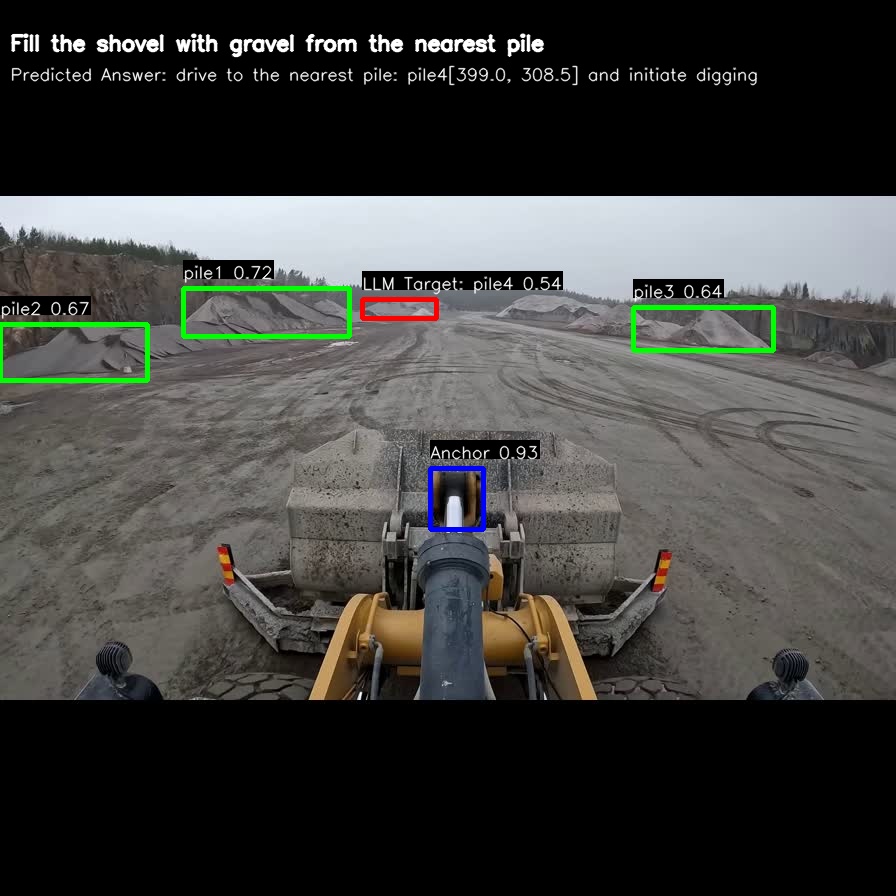 Fill the shovel with gravel from the nearest pile
Predicted Answer: drive to the nearest pile: pile4[399.0, 308.5] and initiate digging
pile1 0.72
LLM Target: pile4 0.54
pile3 0.64
pile2 0.67
Anchor 0.93